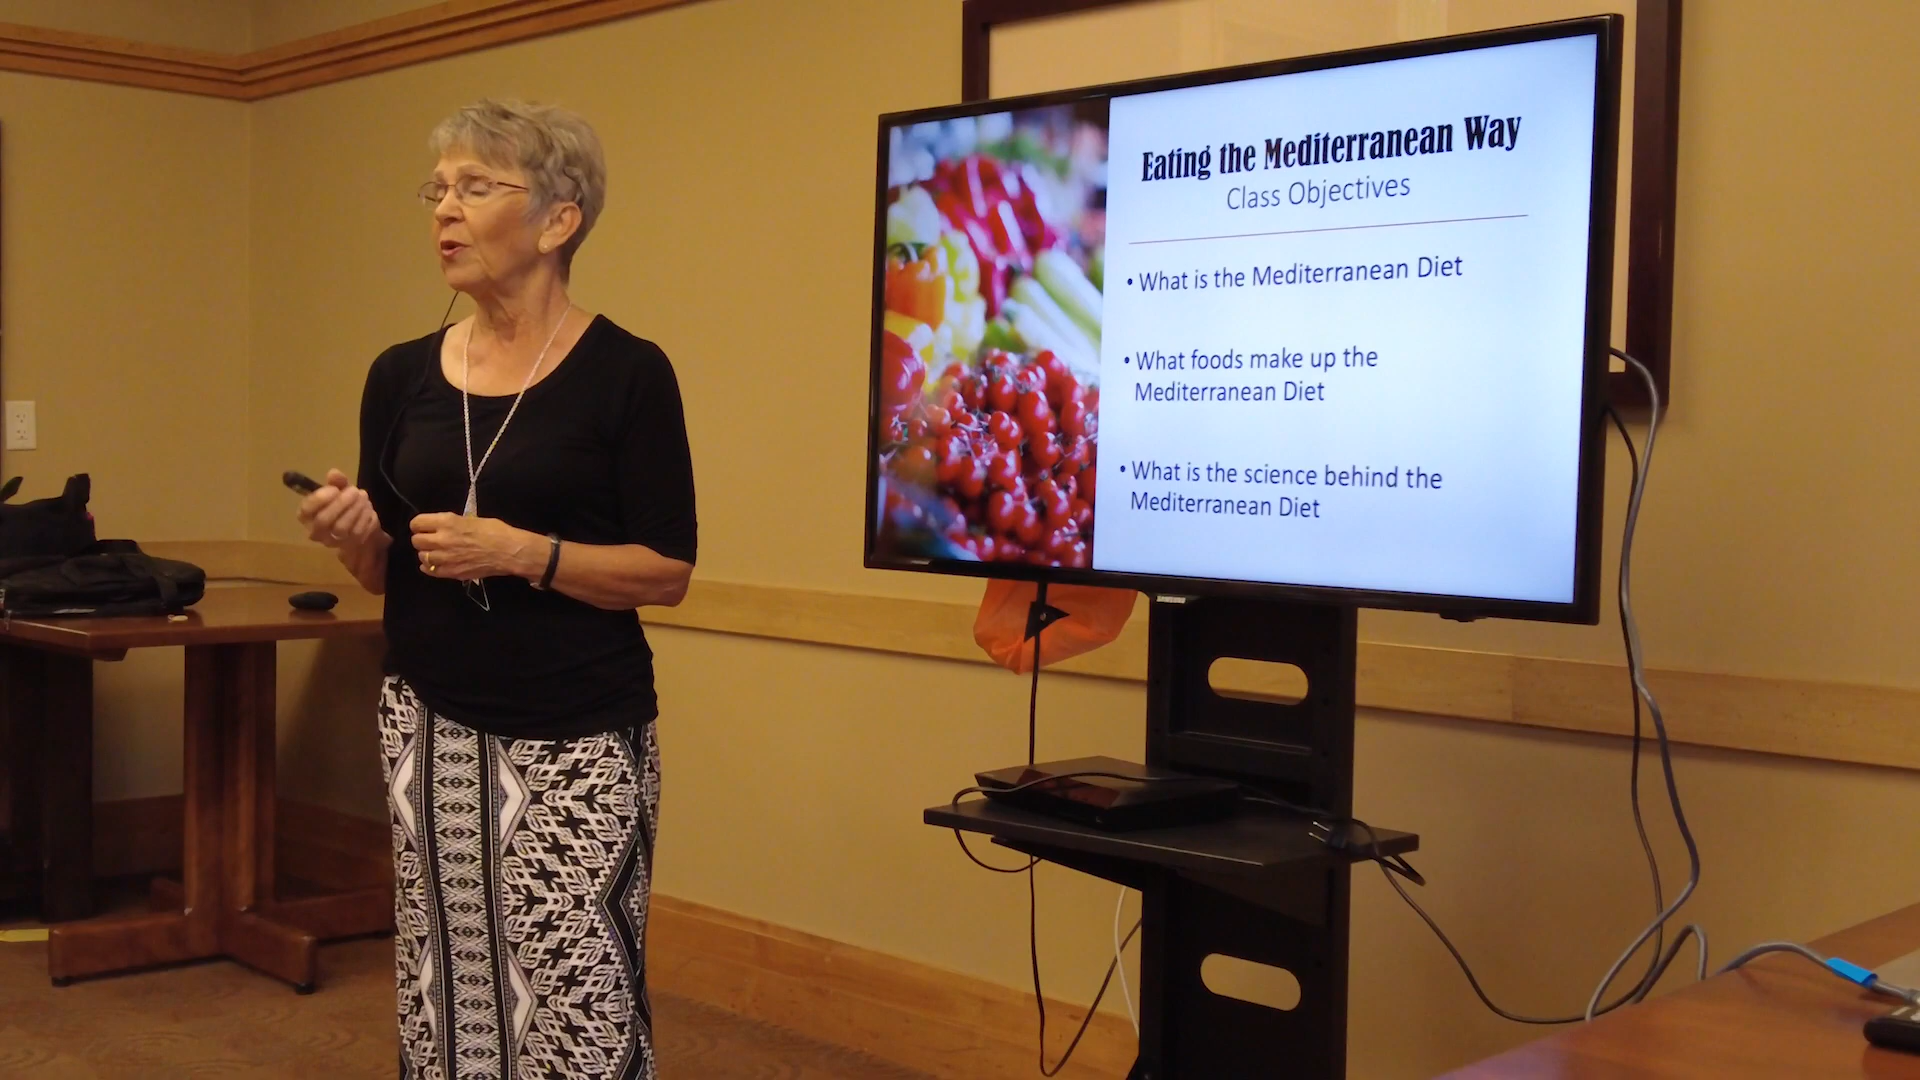 Eating the Mediterranean Way
Class Objectives
• What is the Mediterranean Diet
• What foods make up the
Mediterranean Diet
• What is the science behind the
Mediterranean Diet
SAMSUNG